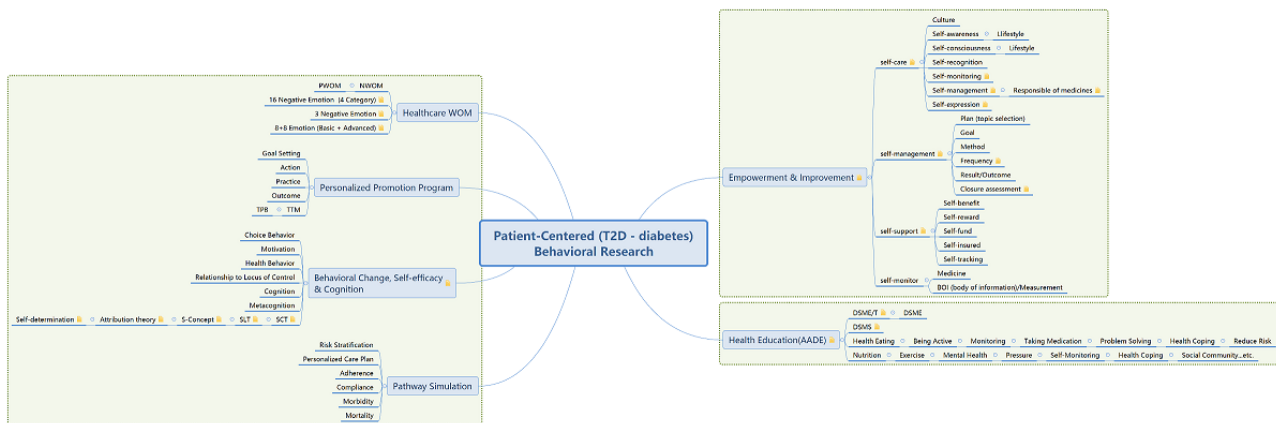 Patient-Centered (T2D - diabetes)
Behavioral Research
Healthcare WOM
PWOM NWOM
16 Negative Emotion (4 Category)
3 Negative Emotion
8+8 Emotion (Basic + Advanced)
Personalized Promotion Program
Goal Setting
Action
Practice
Outcome
TPB TTM
Behavioral Change, Self-efficacy
& Cognition
Choice Behavior
Motivation
Health Behavior
Relationship to Locus of Control
Cognition
Metacognition
Self-determination Attribution theory S-Concept SLT SCT
Pathway Simulation
Risk Stratification
Personalized Care Plan
Adherence
Compliance
Morbidity
Mortality
Empowerment & Improvement
self-care
Culture
Self-awareness Llifestyle
Self-consciousness Lifestyle
Self-recognition
Self-monitoring
Self-management Responsible of medicines
Self-expression
self-management
Plan (topic selection)
Goal
Method
Frequency
Result/Outcome
Closure assessment
self-support
Self-benefit
Self-reward
Self-fund
Self-insured
Self-tracking
self-monitor
Medicine
BOI (body of information)/Measurement
Health Education(AADE)
DSME/T DSME
DSMS
Health Eating Being Active Monitoring Taking Medication Problem Solving Health Coping Reduce Risk
Nutrition Exercise Mental Health Pressure Self-Monitoring Health Coping Social Community...etc.